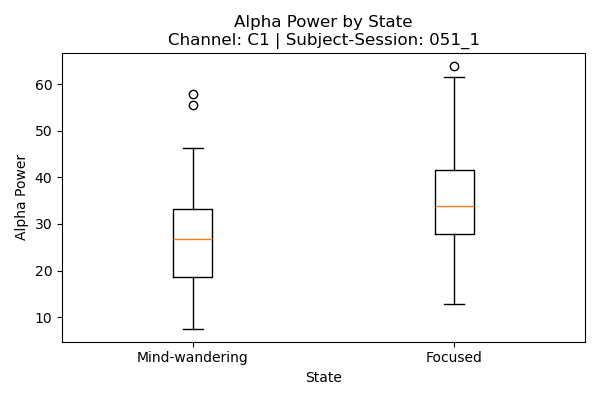 Alpha Power by State
Channel: C1 | Subject-Session: 051_1
Alpha Power
60
50
40
30
20
10
Mind-wandering
Focused
State